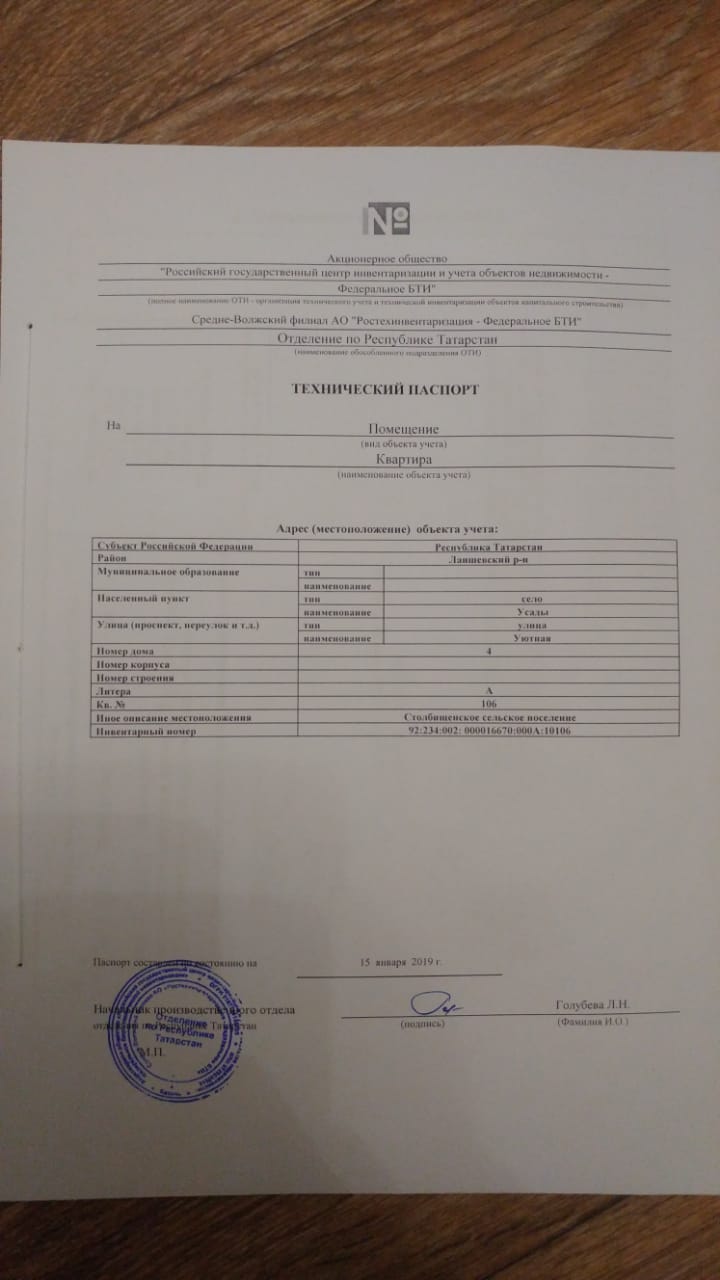 №
Акционерное общество
"Российский государственный центр инвентаризации и учета объектов недвижимости -
Федеральное БТИ"
(полное наименование ОТИ - организация технического учета и технической инвентаризации объектов капитального строительства)
Средне-Волжский филиал АО "Ростехинвентаризация - Федеральное БТИ"
Отделение по Республике Татарстан
(наименование обособленного подразделения ОТИ)
ТЕХНИЧЕСКИЙ ПАСПОРТ
На Помещение
(вид объекта учета)
Квартира
(наименование объекта учета)
Адрес (местоположение) объекта учета:
Субъект Российской Федерации Республика Татарстан
Район Лаишевский р-н
Муниципальное образование тип
наименование
Населенный пункт тип село
наименование Усады
Улица (проспект, переулок и т.д.) тип улица
наименование Уютная
Номер дома 4
Номер корпуса
Номер строения
Литера А
Кв. № 106
Иное описание местоположения Столбищенское сельское поселение
Инвентарный номер 92:234:002: 000016670:000А:10106
Паспорт составлен по состоянию на 15 января 2019 г.
Начальник производственного отдела Голубева Л.Н.
отделения по Республике Татарстан (подпись) (Фамилия И.О.)
М.П.
Отделение
по Республике
Татарстан